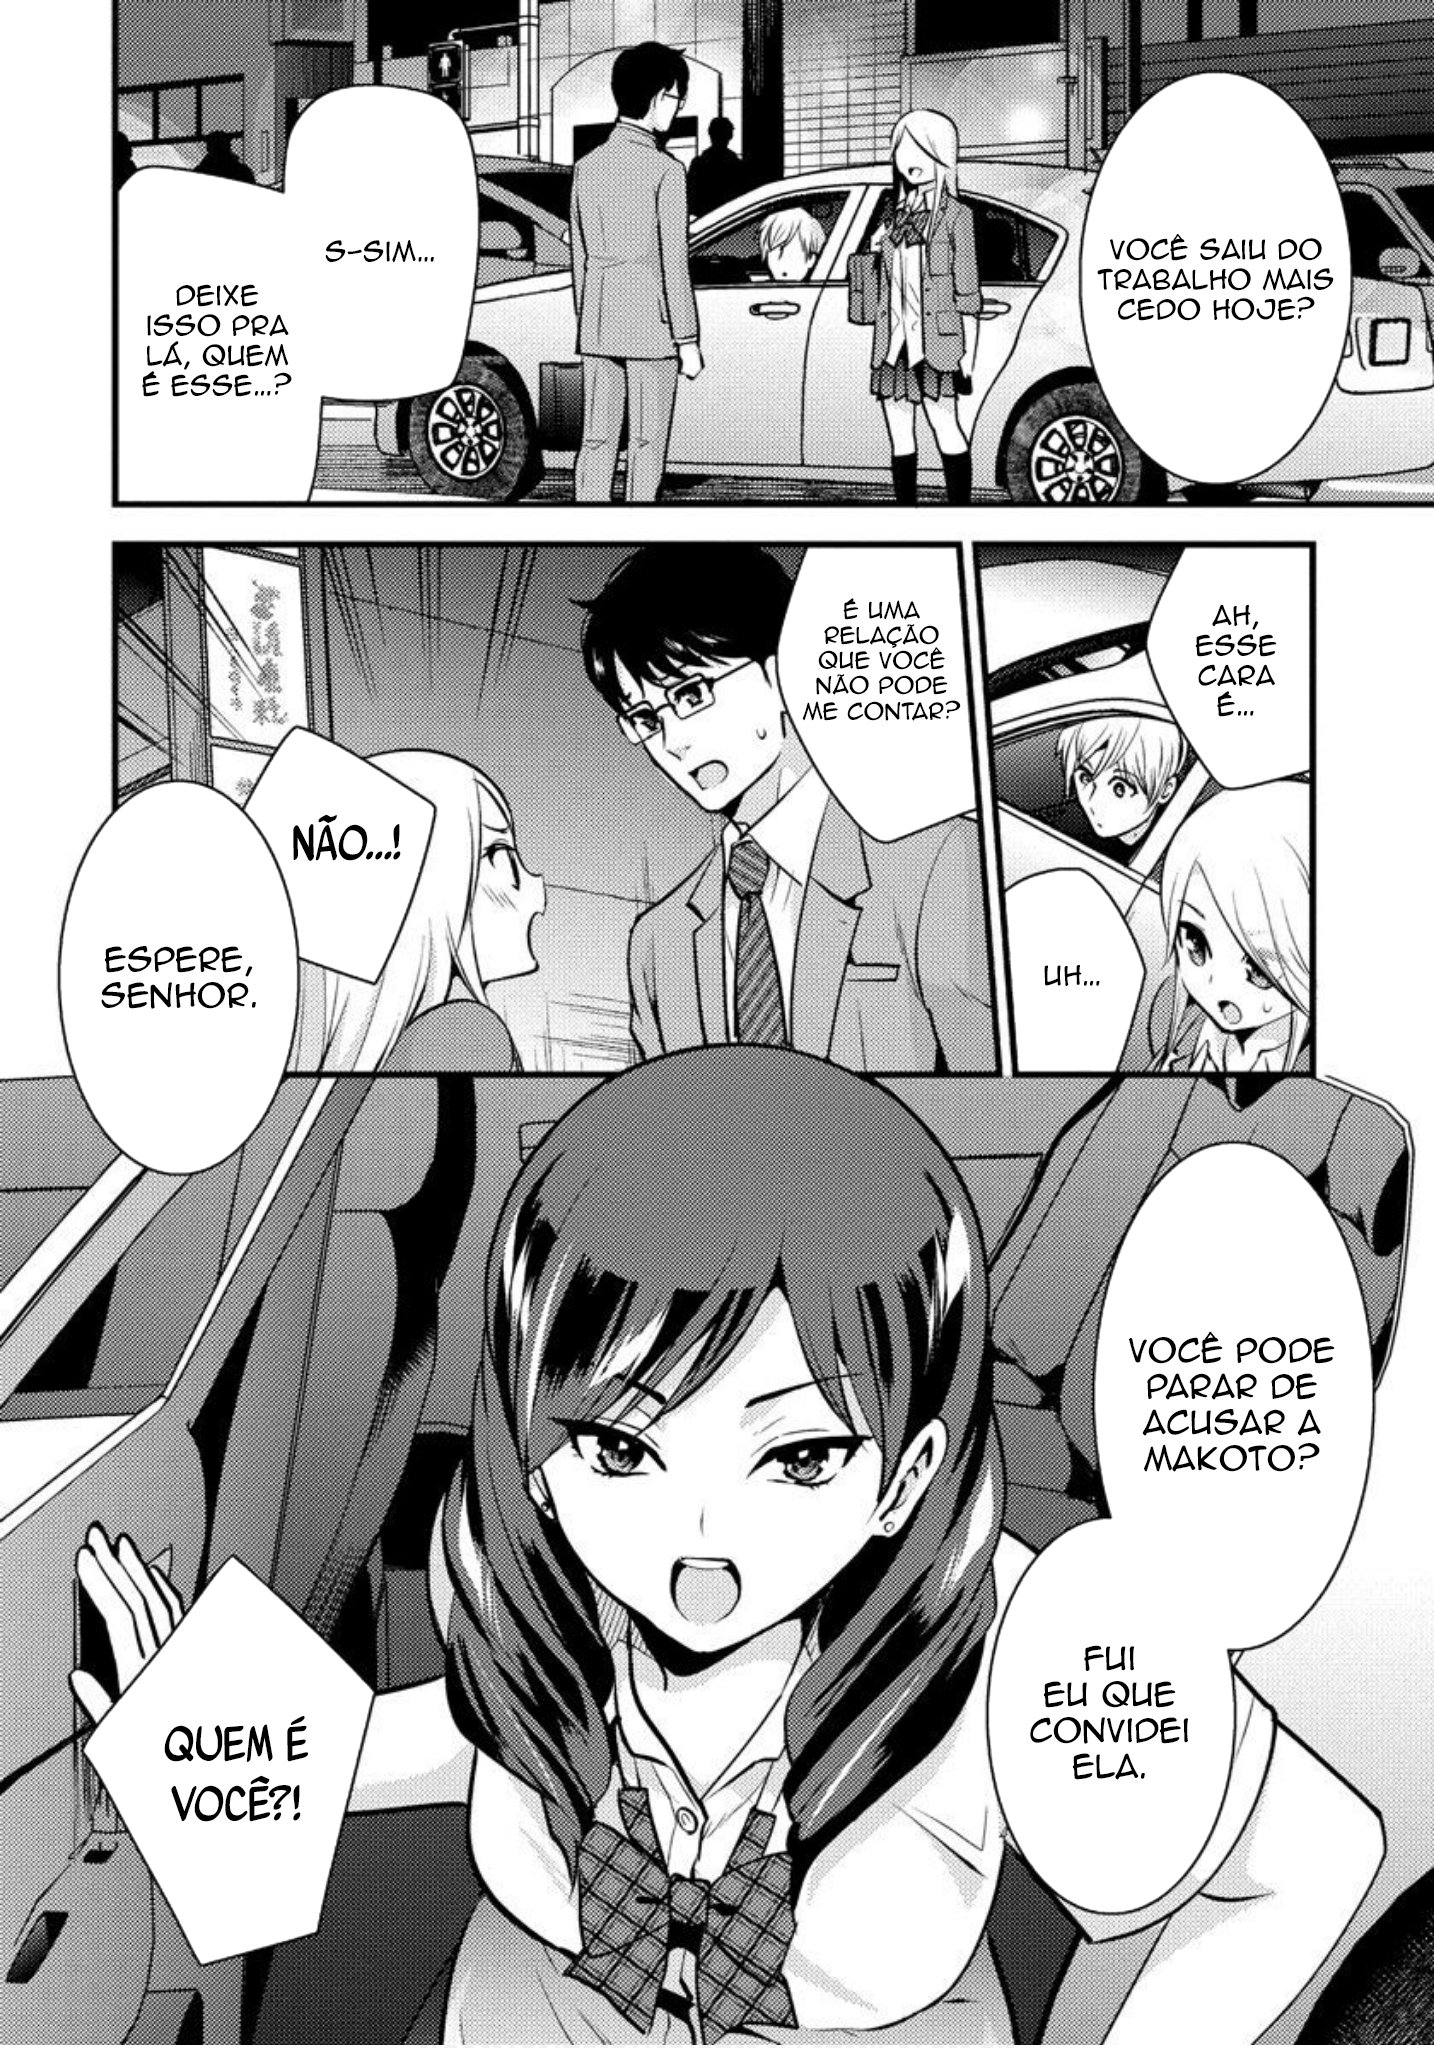 VOCÊ SAIU DO
TRABALHO MAIS
CEDO HOJE?
S-SIM...
DEIXE
ISSO PRA
LÁ, QUEM
É ESSE...?
AH,
ESSE
CARA
É...
UH...
É UMA
RELAÇÃO
QUE VOCÊ
NÃO PODE
ME CONTAR?
NÃO...!
ESPERE,
SENHOR.
VOCÊ PODE
PARAR DE
ACUSAR A
MAKOTO?
FUI
EU QUE
CONVIDEI
ELA.
QUEM É
VOCÊ?!